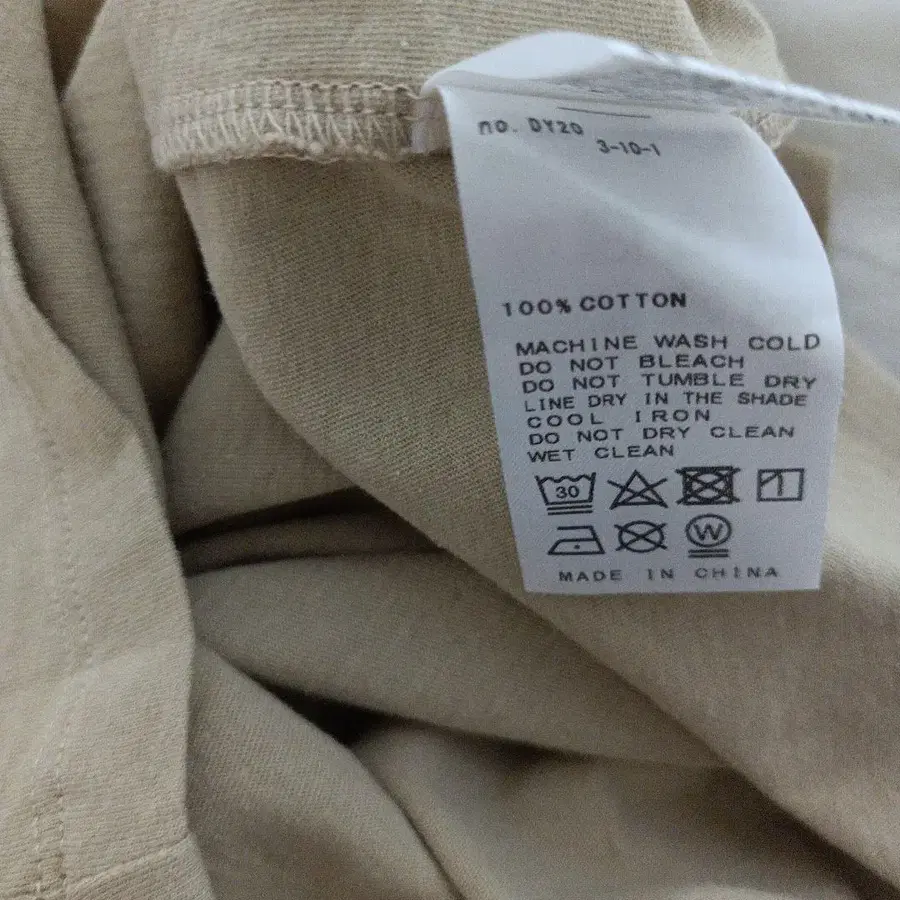 no. DY20
3-10-1
100% COTTON
MACHINE WASH COLD
DO NOT BLEACH
DO NOT TUMBLE DRY
LINE DRY IN THE SHADE
COOL IRON
DO NOT DRY CLEAN
WET CLEAN
30
W
MADE IN CHINA